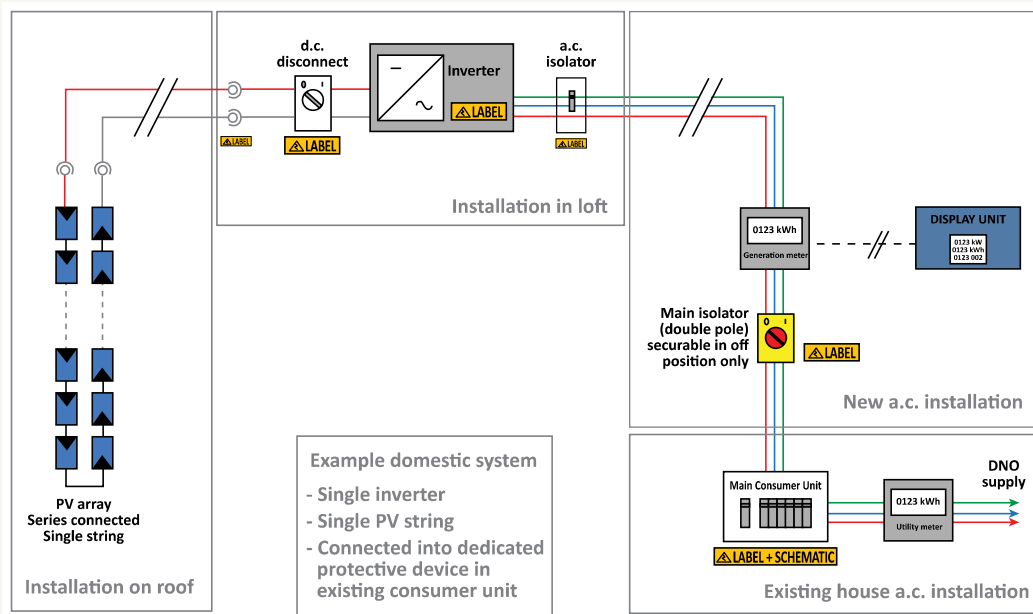 d.c.
disconnect
0 I
Inverter
LABEL
a.c.
isolator
LABEL
LABEL
LABEL
Installation in loft
PV array
Series connected
Single string
Installation on roof
0123 kWh
Generation meter
DISPLAY UNIT
0123 kW
0123 kWh
0123 002
Main isolator
(double pole)
securable in off
position only
0 I
LABEL
New a.c. installation
Example domestic system
- Single inverter
- Single PV string
- Connected into dedicated
protective device in
existing consumer unit
Main Consumer Unit
LABEL + SCHEMATIC
0123 kWh
Utility meter
DNO
supply
Existing house a.c. installation